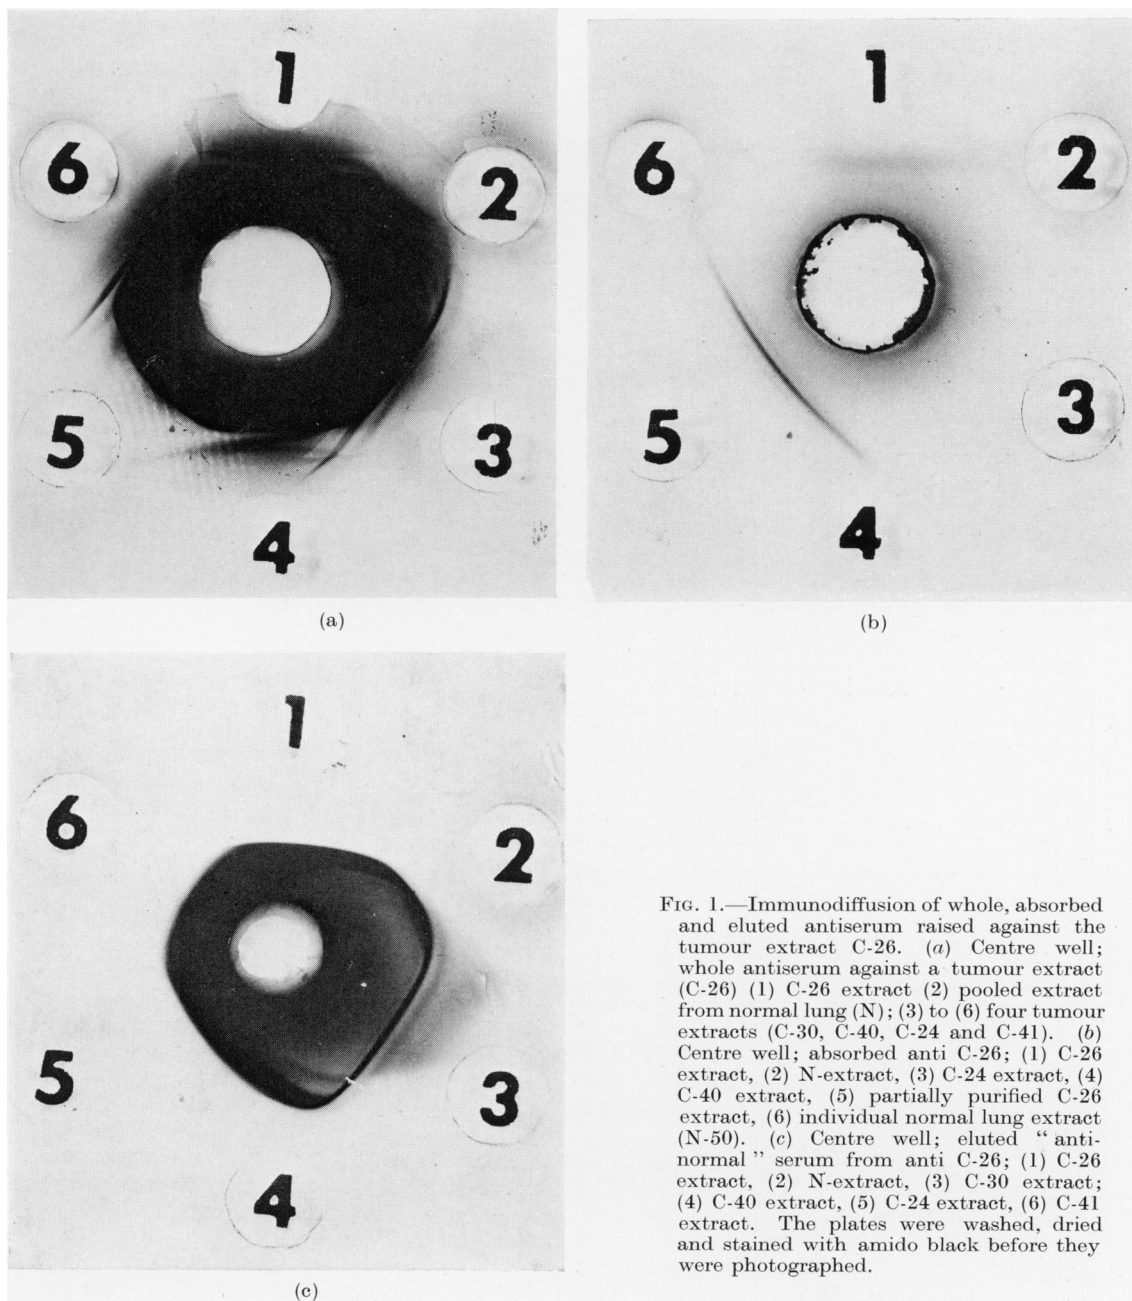 1
6
2
5
3
4
(a)
1
6
2
5
3
4
(b)
1
6
2
5
3
4
(c)
FIG. 1.—Immunodiffusion of whole, absorbed
and eluted antiserum raised against the
tumour extract C-26. (a) Centre well;
whole antiserum against a tumour extract
(C-26) (1) C-26 extract (2) pooled extract
from normal lung (N); (3) to (6) four tumour
extracts (C-30, C-40, C-24 and C-41). (b)
Centre well; absorbed anti C-26; (1) C-26
extract, (2) N-extract, (3) C-24 extract, (4)
C-40 extract, (5) partially purified C-26
extract, (6) individual normal lung extract
(N-50). (c) Centre well; eluted “ anti-
normal ” serum from anti C-26; (1) C-26
extract, (2) N-extract, (3) C-30 extract;
(4) C-40 extract, (5) C-24 extract, (6) C-41
extract. The plates were washed, dried
and stained with amido black before they
were photographed.